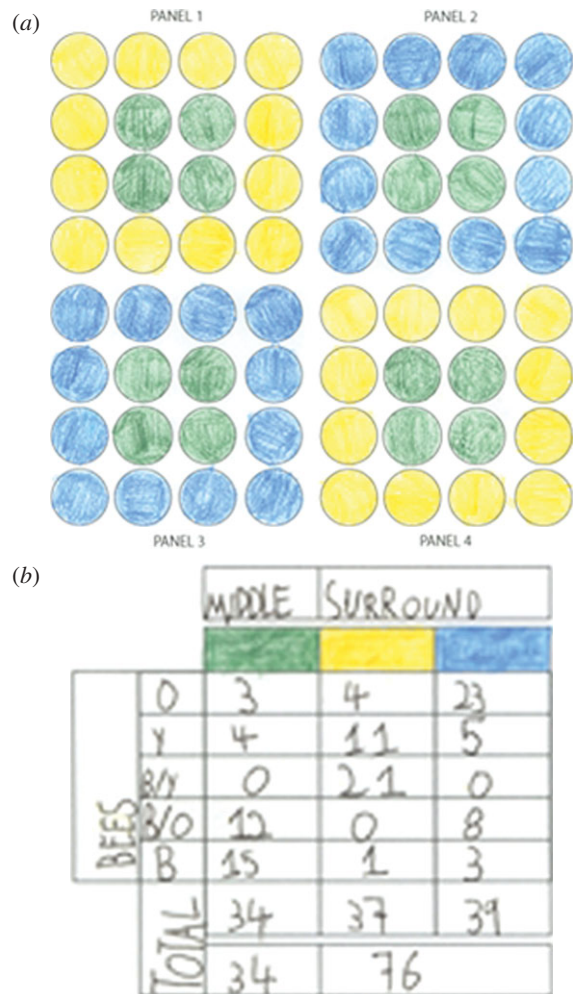 (a) PANEL 1 PANEL 2
PANEL 3 PANEL 4
(b)
MIDDLE SURROUND
BEES
O 3 4 23
Y 4 11 5
B/Y 0 21 0
B/O 12 0 8
B 15 1 3
TOTAL 34 37 39
34 76